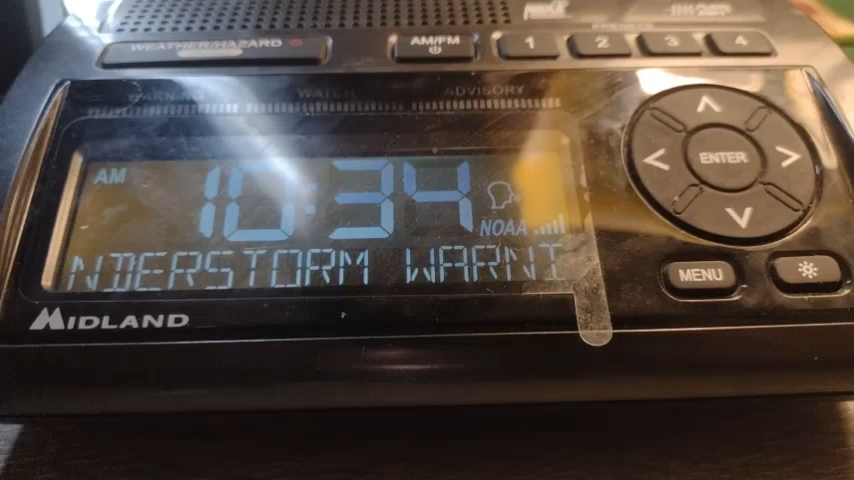 WEATHER/HAZARD
AM/FM
1 2 3 4
WARNING WATCH ADVISORY
AM 10:34
NOAA
NDERSTORM WARNI
ENTER
MENU
MIDLAND